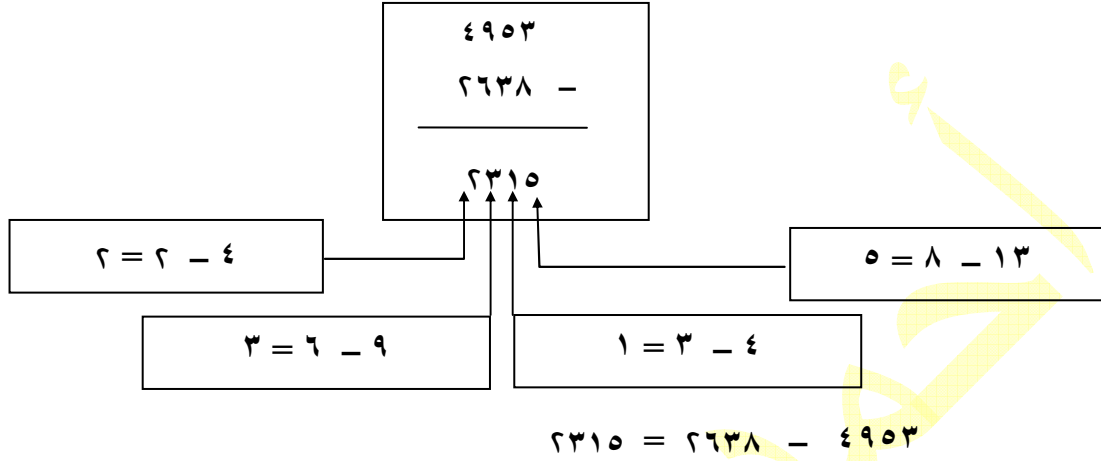 ٤٩٥٣
٢٦٣٨ −
٢٣١٥
١٣ − ٨ = ٥
٤ − ٢ = ٢
٤ − ٣ = ١
٩ − ٦ = ٣
٤٩٥٣ − ٢٦٣٨ = ٢٣١٥